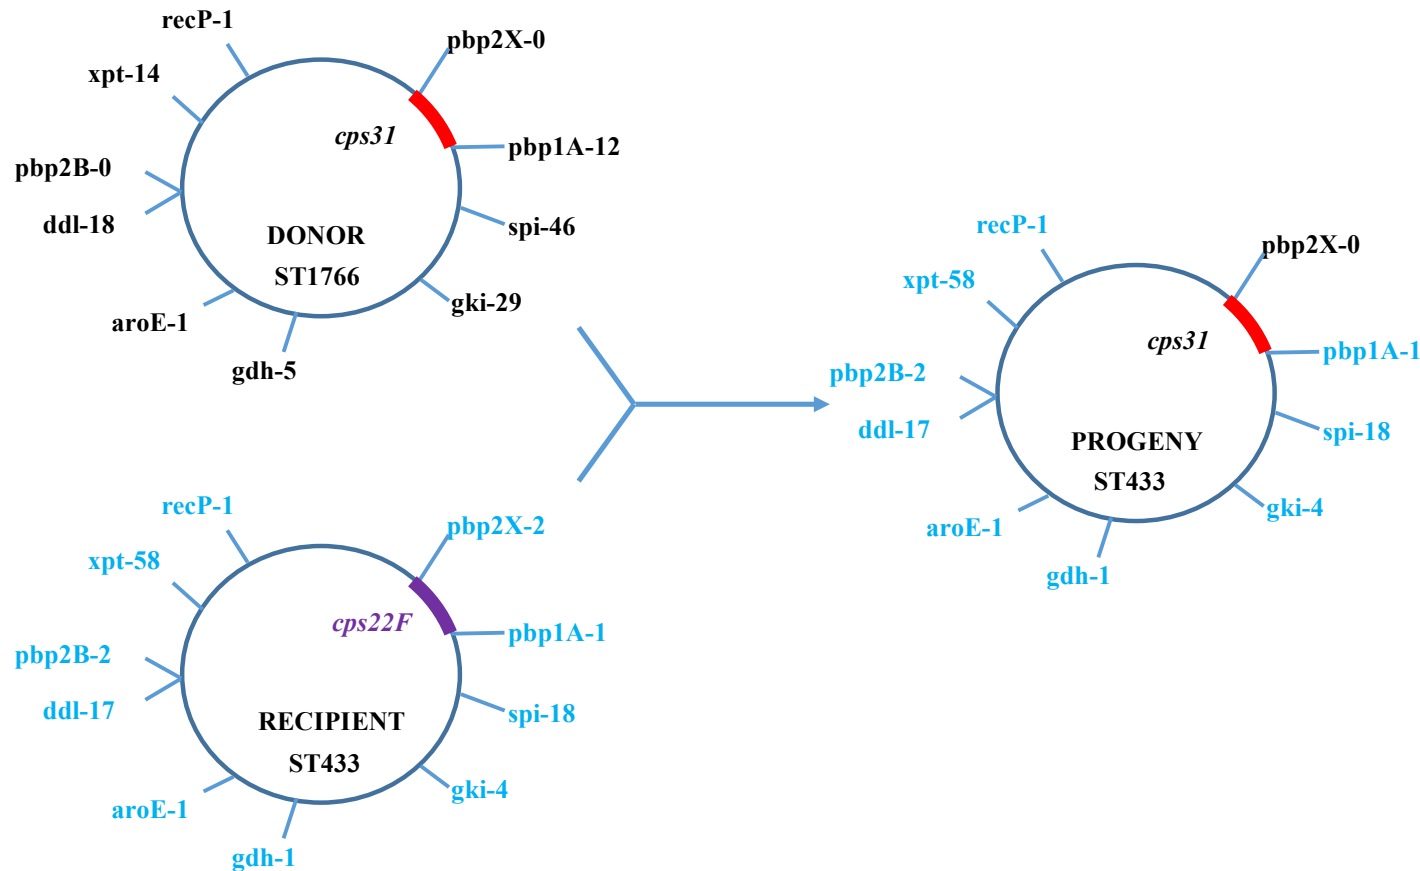 recP-1
pbp2X-0
xpt-14
cps31
pbp1A-12
pbp2B-0
ddl-18
spi-46
DONOR
ST1766
gki-29
aroE-1
gdh-5
recP-1
pbp2X-2
xpt-58
cps22F
pbp1A-1
pbp2B-2
ddl-17
spi-18
RECIPIENT
ST433
gki-4
aroE-1
gdh-1
recP-1
pbp2X-0
xpt-58
cps31
pbp1A-1
pbp2B-2
ddl-17
spi-18
PROGENY
ST433
gki-4
aroE-1
gdh-1